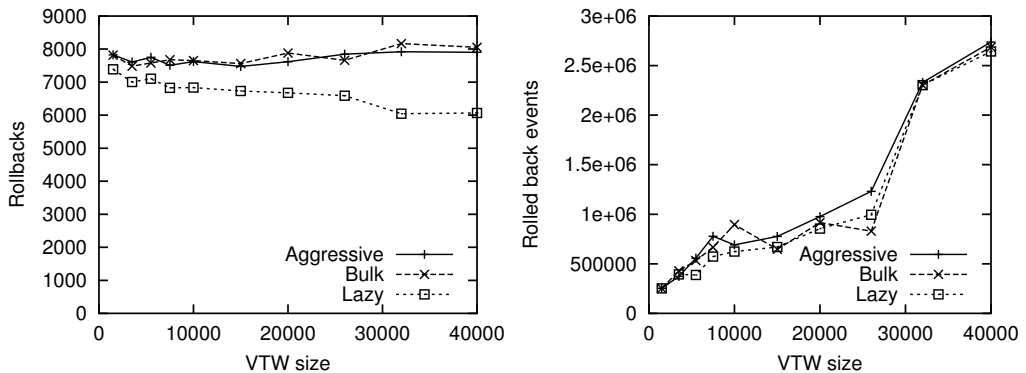 9000
8000
7000
6000
5000
4000
3000
2000
1000
0
Rollbacks
Aggressive
Bulk
Lazy
0 10000 20000 30000 40000
VTW size
3e+06
2.5e+06
2e+06
1.5e+06
1e+06
500000
0
Rolled back events
Aggressive
Bulk
Lazy
0 10000 20000 30000 40000
VTW size